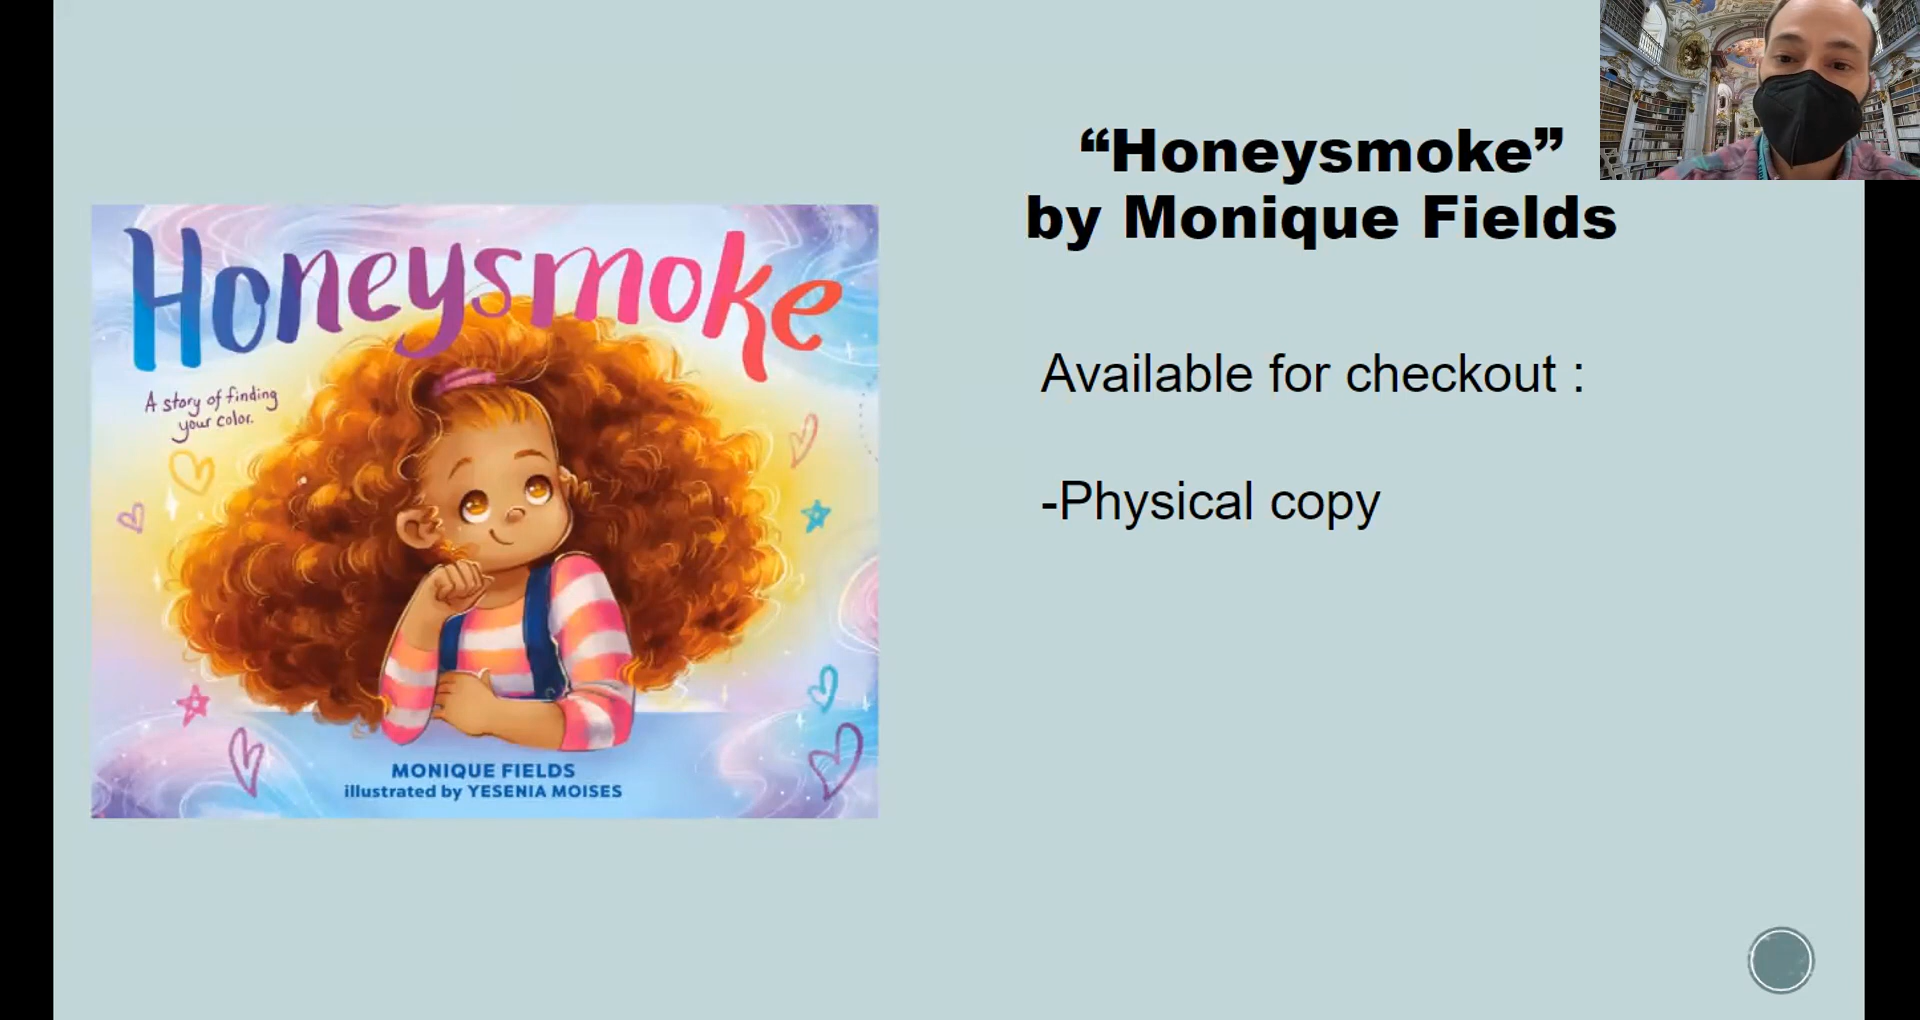 “Honeysmoke”
by Monique Fields
Available for checkout :
-Physical copy
Honeysmoke
A story of finding
your color.
MONIQUE FIELDS
illustrated by YESENIA MOISES